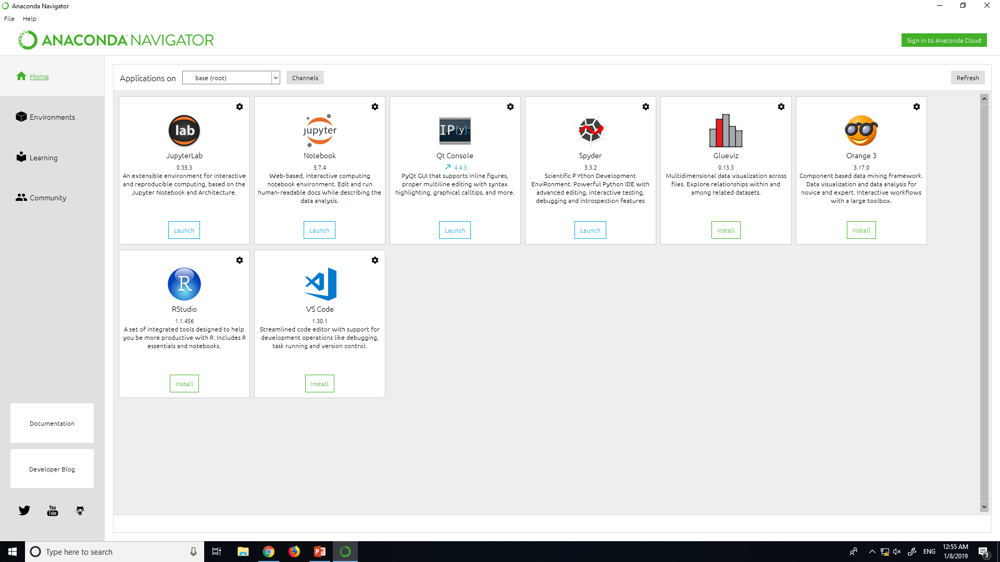 Anaconda Navigator
File Help
ANACONDA NAVIGATOR
Sign in to Anaconda Cloud
Home
Environments
Learning
Community
Documentation
Developer Blog
You
Tube
Applications on
base (root)
Channels
Refresh
lab
JupyterLab
0.35.3
An extensible environment for interactive
and reproducible computing, based on the
Jupyter Notebook and Architecture.
Launch
jupyter
Notebook
5.7.4
Web-based, interactive computing
notebook environment. Edit and run
human-readable docs while describing the
data analysis.
Launch
IP[y]:
Qt Console
4.4.3
PyQt GUI that supports inline figures,
proper multiline editing with syntax
highlighting, graphical calltips, and more.
Launch
Spyder
3.3.2
Scientific PYthon Development
EnviRonment. Powerful Python IDE with
advanced editing, interactive testing,
debugging and introspection features
Launch
Glueviz
0.13.3
Multidimensional data visualization across
files. Explore relationships within and
among related datasets.
Install
Orange 3
3.17.0
Component based data mining framework.
Data visualization and data analysis for
novice and expert. Interactive workflows
with a large toolbox.
Install
R
RStudio
1.1.456
A set of integrated tools designed to help
you be more productive with R. Includes R
essentials and notebooks.
Install
VS Code
1.30.1
Streamlined code editor with support for
development operations like debugging,
task running and version control.
Install
Type here to search
P
ENG
12:55 AM
1/8/2019
3